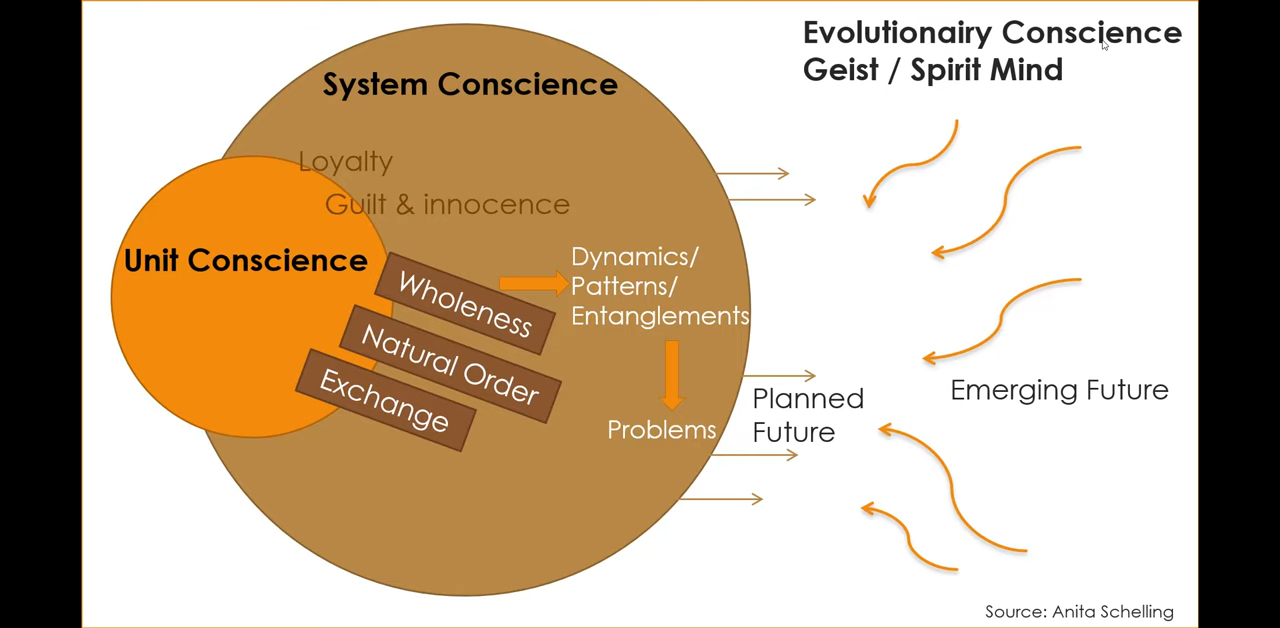 Evolutionairy Conscience
Geist / Spirit Mind
System Conscience
Loyalty
Guilt & innocence
Unit Conscience
Wholeness
Natural Order
Exchange
Dynamics/
Patterns/
Entanglements
Problems
Planned
Future
Emerging Future
Source: Anita Schelling